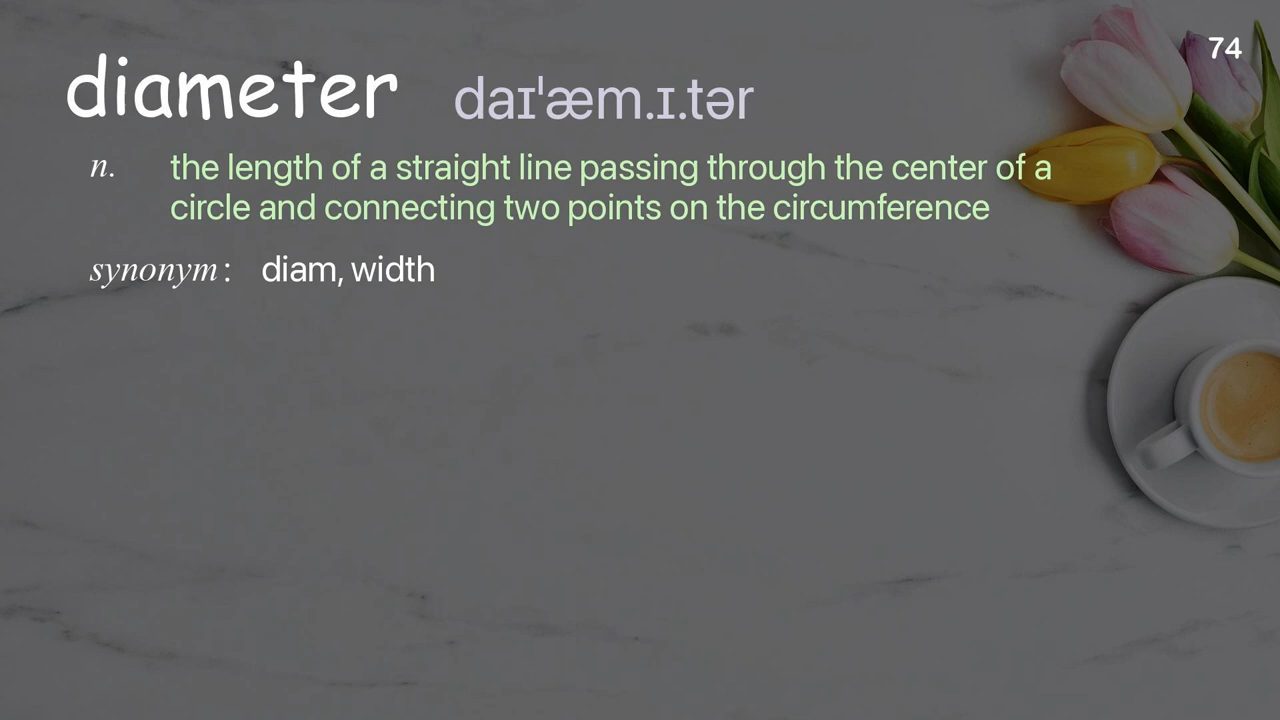 74
diameter daɪˈæm.ɪ.tər
n. the length of a straight line passing through the center of a
circle and connecting two points on the circumference
synonym: diam, width